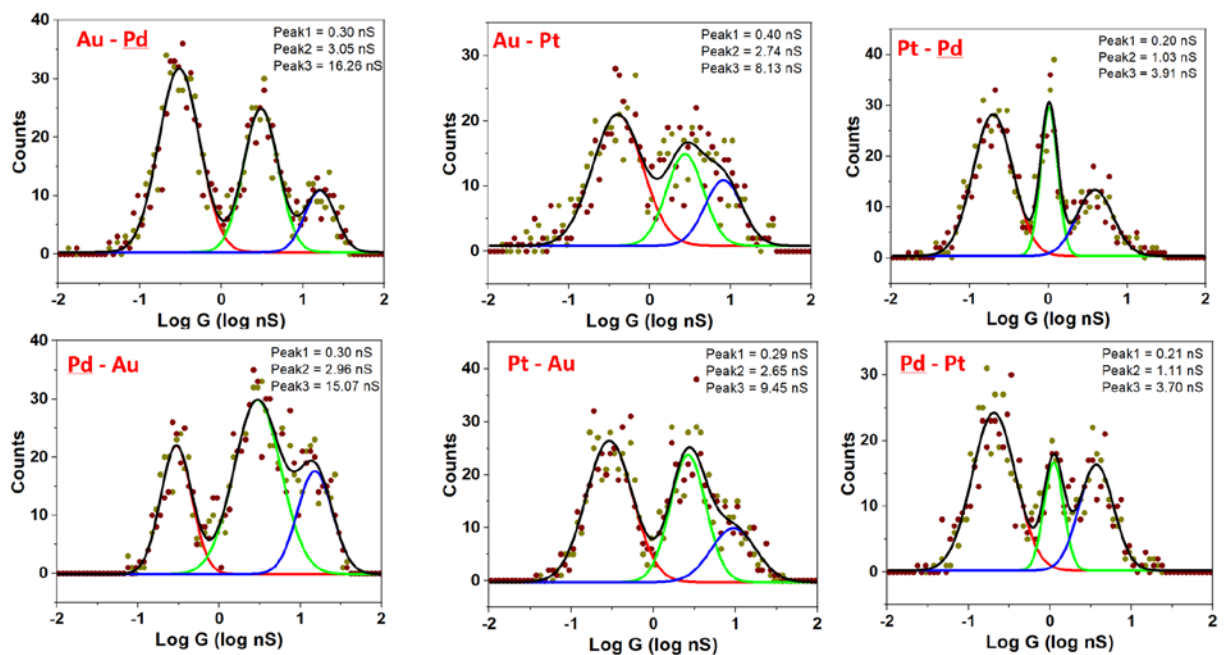 Au - Pd
Peak1 = 0.30 nS
Peak2 = 3.05 nS
Peak3 = 16.26 nS
40
30
20
10
0
Counts
-2 -1 0 1 2
Log G (log nS)
Au - Pt
Peak1 = 0.40 nS
Peak2 = 2.74 nS
Peak3 = 8.13 nS
30
20
10
0
Counts
-2 -1 0 1 2
Log G (log nS)
Pt - Pd
Peak1 = 0.20 nS
Peak2 = 1.03 nS
Peak3 = 3.91 nS
40
30
20
10
0
Counts
-2 -1 0 1 2
Log G (log nS)
Pd - Au
Peak1 = 0.30 nS
Peak2 = 2.96 nS
Peak3 = 15.07 nS
40
30
20
10
0
Counts
-2 -1 0 1 2
Log G (log nS)
Pt - Au
Peak1 = 0.29 nS
Peak2 = 2.65 nS
Peak3 = 9.45 nS
40
30
20
10
0
Counts
-2 -1 0 1 2
Log G (log nS)
Pd - Pt
Peak1 = 0.21 nS
Peak2 = 1.11 nS
Peak3 = 3.70 nS
30
20
10
0
Counts
-2 -1 0 1 2
Log G (log nS)